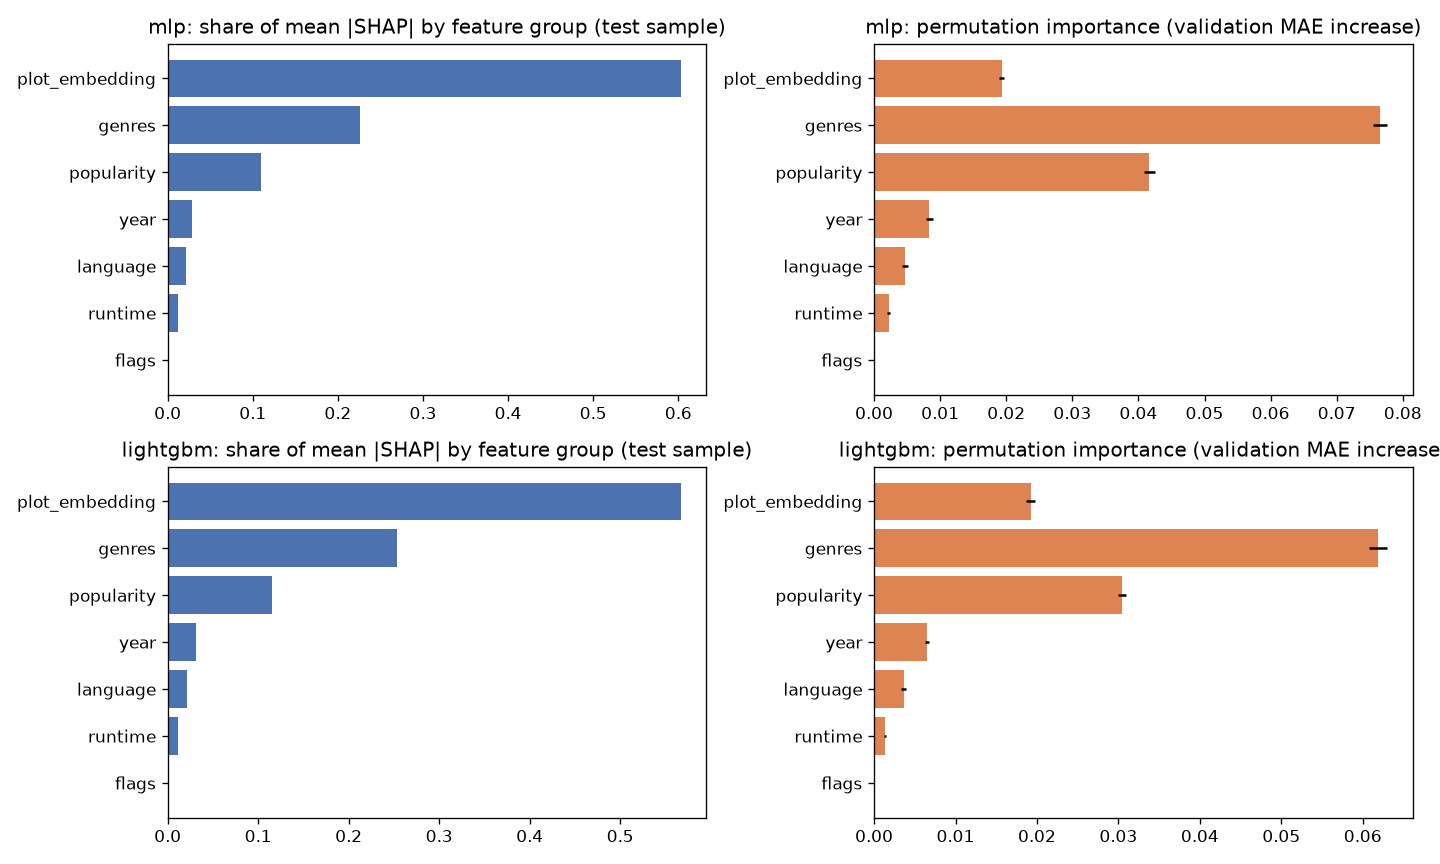 mlp: share of mean |SHAP| by feature group (test sample)
plot_embedding
genres
popularity
year
language
runtime
flags
0.0 0.1 0.2 0.3 0.4 0.5 0.6
mlp: permutation importance (validation MAE increase)
plot_embedding
genres
popularity
year
language
runtime
flags
0.00 0.01 0.02 0.03 0.04 0.05 0.06 0.07 0.08
lightgbm: share of mean |SHAP| by feature group (test sample)
plot_embedding
genres
popularity
year
language
runtime
flags
0.0 0.1 0.2 0.3 0.4 0.5
lightgbm: permutation importance (validation MAE increase
plot_embedding
genres
popularity
year
language
runtime
flags
0.00 0.01 0.02 0.03 0.04 0.05 0.06